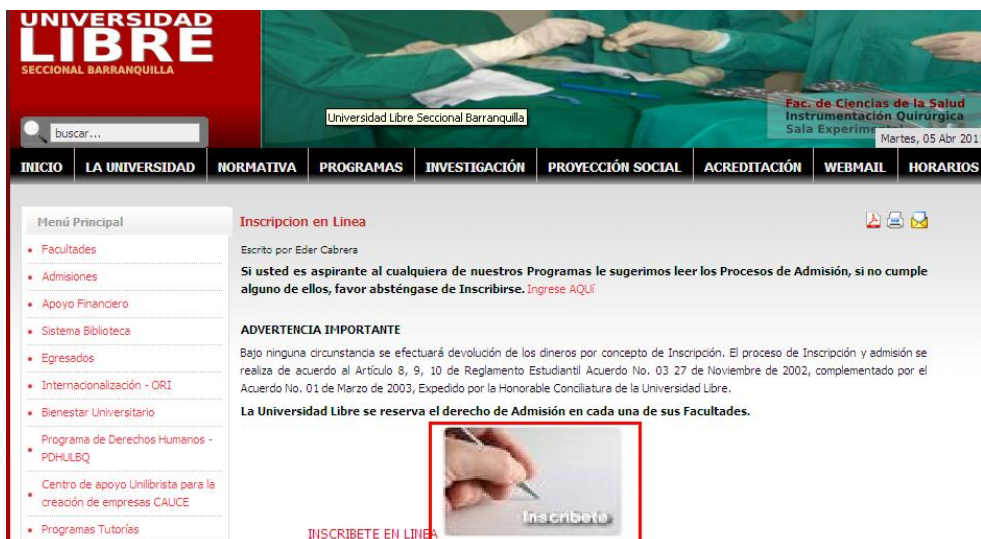 UNIVERSIDAD
LIBRE
SECCIONAL BARRANQUILLA
buscar...
Universidad Libre Seccional Barranquilla
Fac. de Ciencias de la Salud
Instrumentación Quirúrgica
Sala
Martes, 05 Abr 201
INICIO LA UNIVERSIDAD NORMATIVA PROGRAMAS INVESTIGACIÓN PROYECCIÓN SOCIAL ACREDITACIÓN WEBMAIL HORARIOS
Menú Principal
Facultades
Admisiones
Apoyo Financiero
Sistema Biblioteca
Egresados
Internacionalización - ORI
Bienestar Universitario
Programa de Derechos Humanos -
PDHULBQ
Centro de apoyo Unilibrista para la
creación de empresas CAUCE
Programas Tutorías
Inscripcion en Linea
Escrito por Eder Cabrera
Si usted es aspirante al cualquiera de nuestros Programas le sugerimos leer los Procesos de Admisión, si no cumple
alguno de ellos, favor absténgase de Inscribirse. Ingrese AQUÍ
ADVERTENCIA IMPORTANTE
Bajo ninguna circunstancia se efectuará devolución de los dineros por concepto de Inscripción. El proceso de Inscripción y admisión se
realiza de acuerdo al Artículo 8, 9, 10 de Reglamento Estudiantil Acuerdo No. 03 27 de Noviembre de 2002, complementado por el
Acuerdo No. 01 de Marzo de 2003, Expedido por la Honorable Conciliatura de la Universidad Libre.
La Universidad Libre se reserva el derecho de Admisión en cada una de sus Facultades.
Inscribete
INSCRIBETE EN LINEA